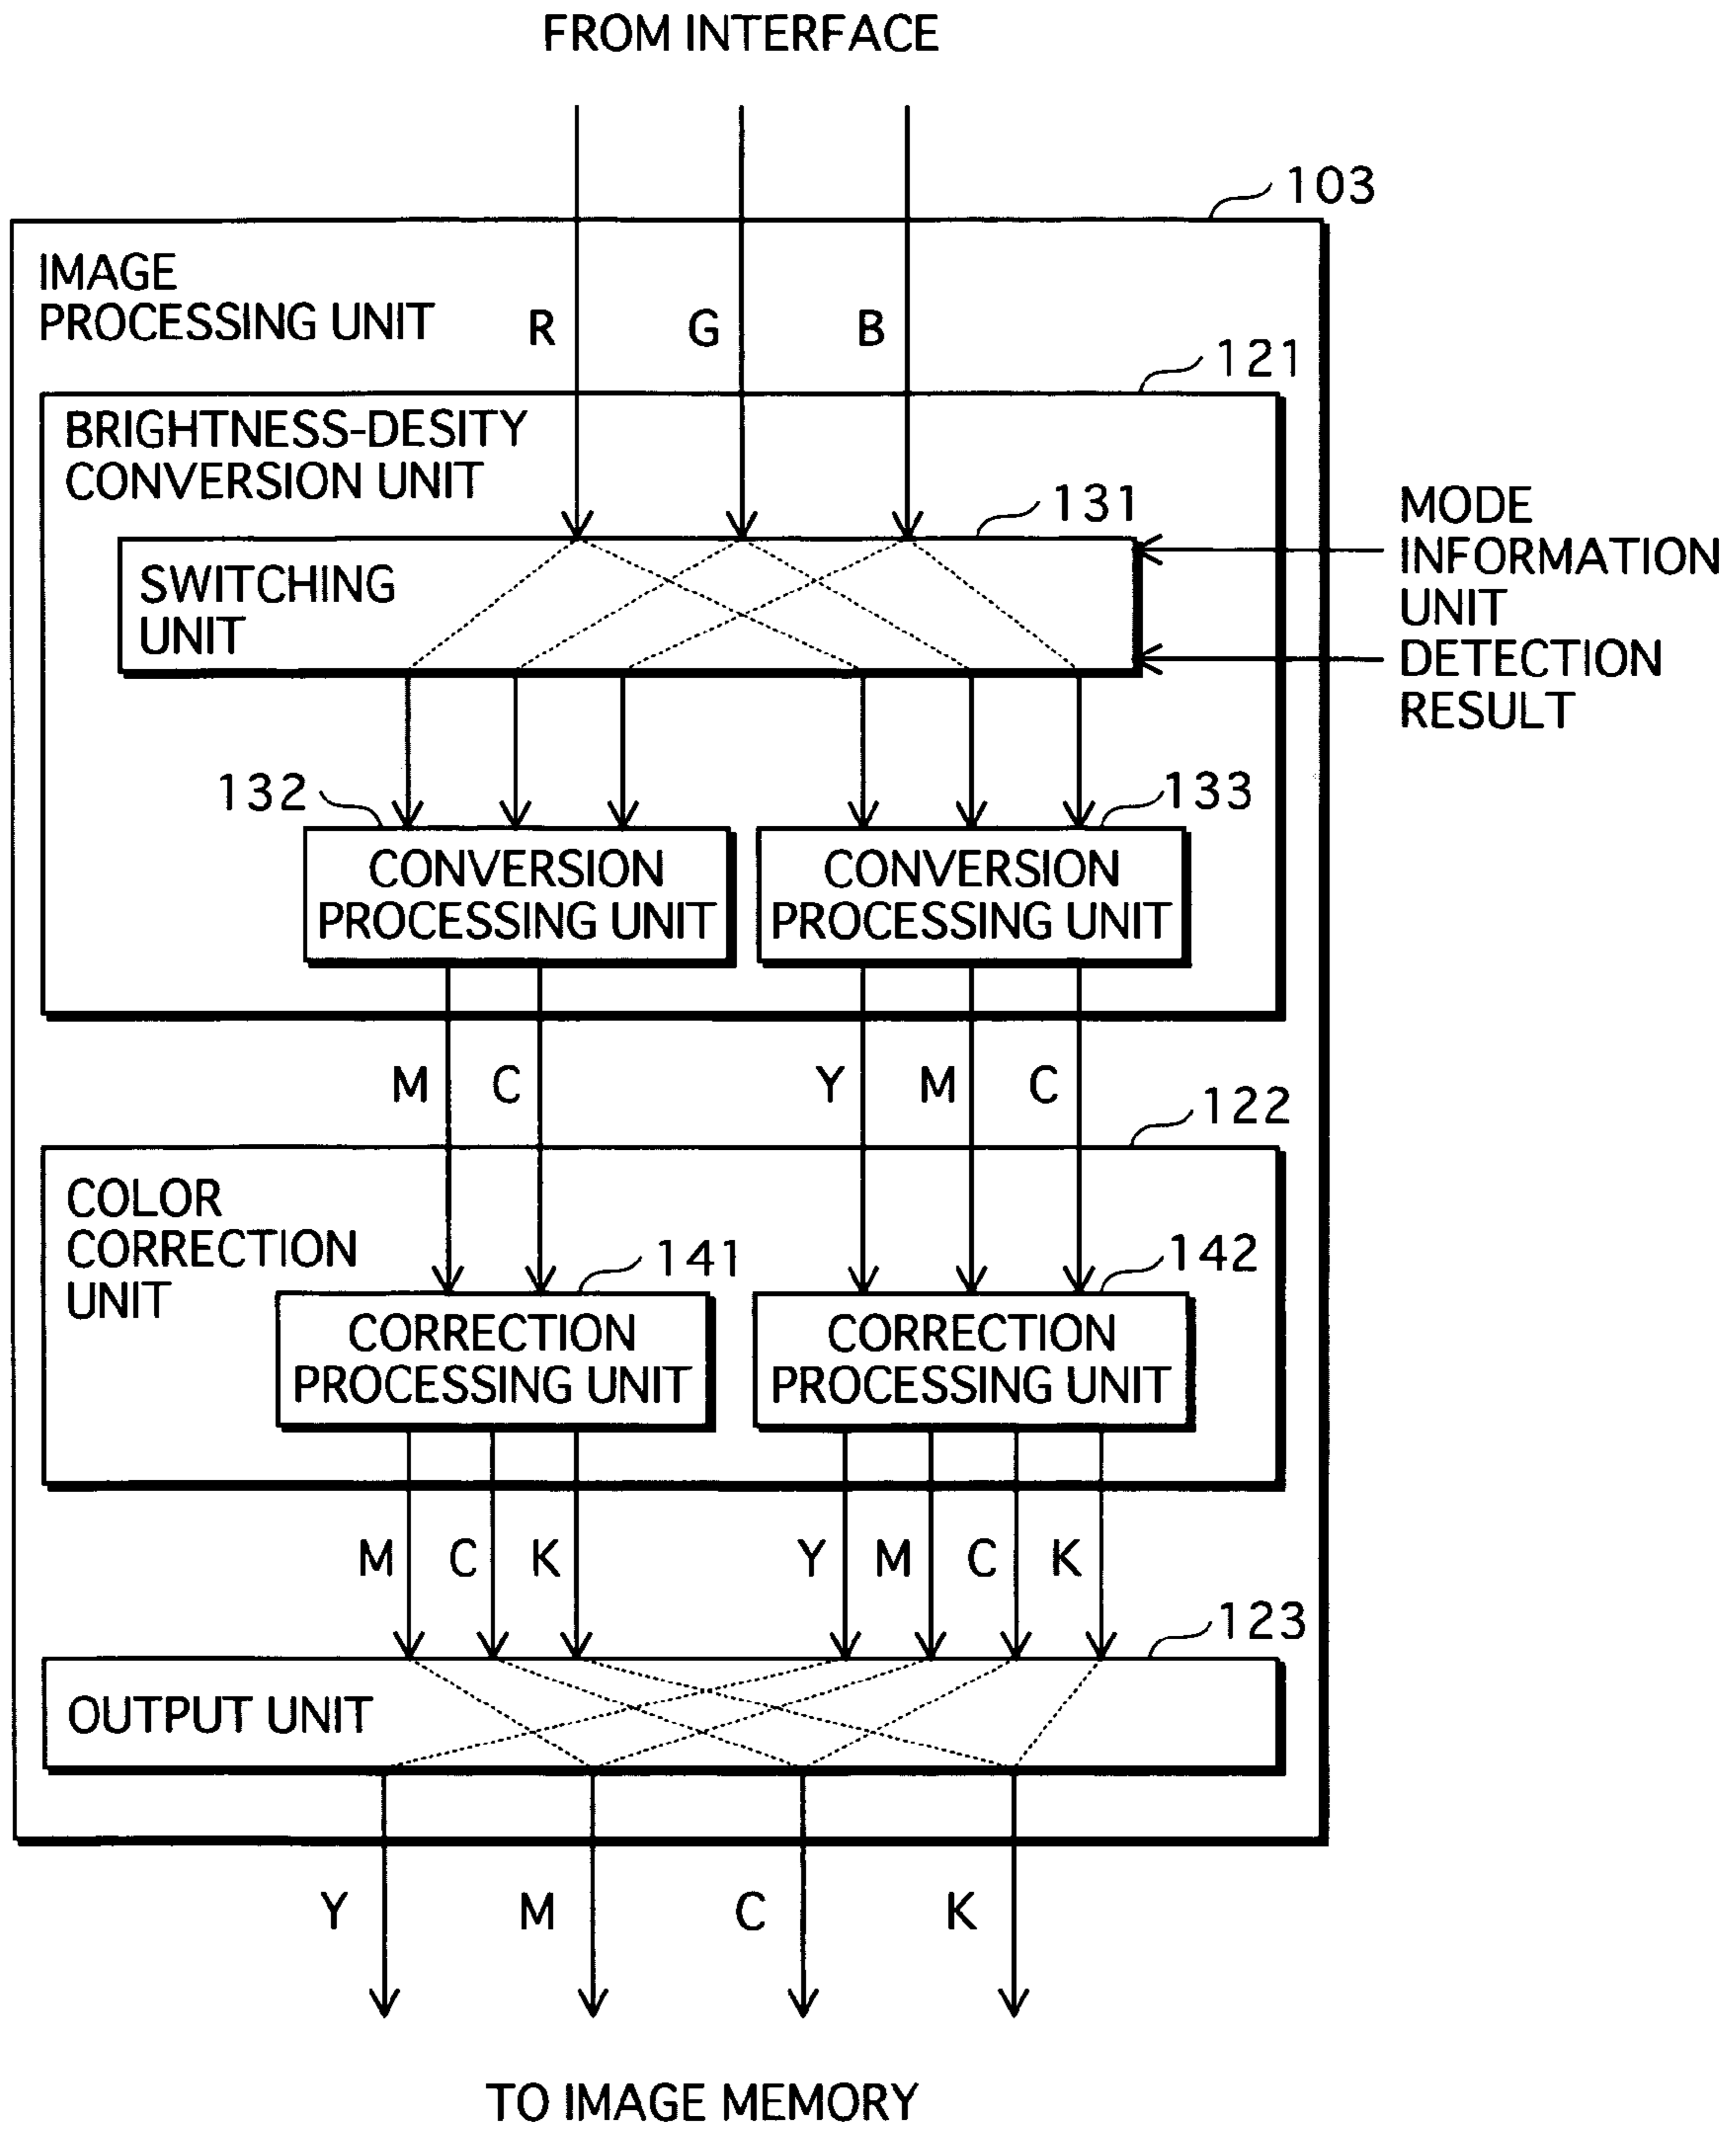 FROM INTERFACE
103
IMAGE
PROCESSING UNIT
R
G
B
121
BRIGHTNESS-DESITY
CONVERSION UNIT
131
MODE
INFORMATION
UNIT
DETECTION
RESULT
SWITCHING
UNIT
132
133
CONVERSION
PROCESSING UNIT
CONVERSION
PROCESSING UNIT
M
C
Y
M
C
122
COLOR
CORRECTION
UNIT
141
142
CORRECTION
PROCESSING UNIT
CORRECTION
PROCESSING UNIT
M
C
K
Y
M
C
K
123
OUTPUT UNIT
Y
M
C
K
TO IMAGE MEMORY